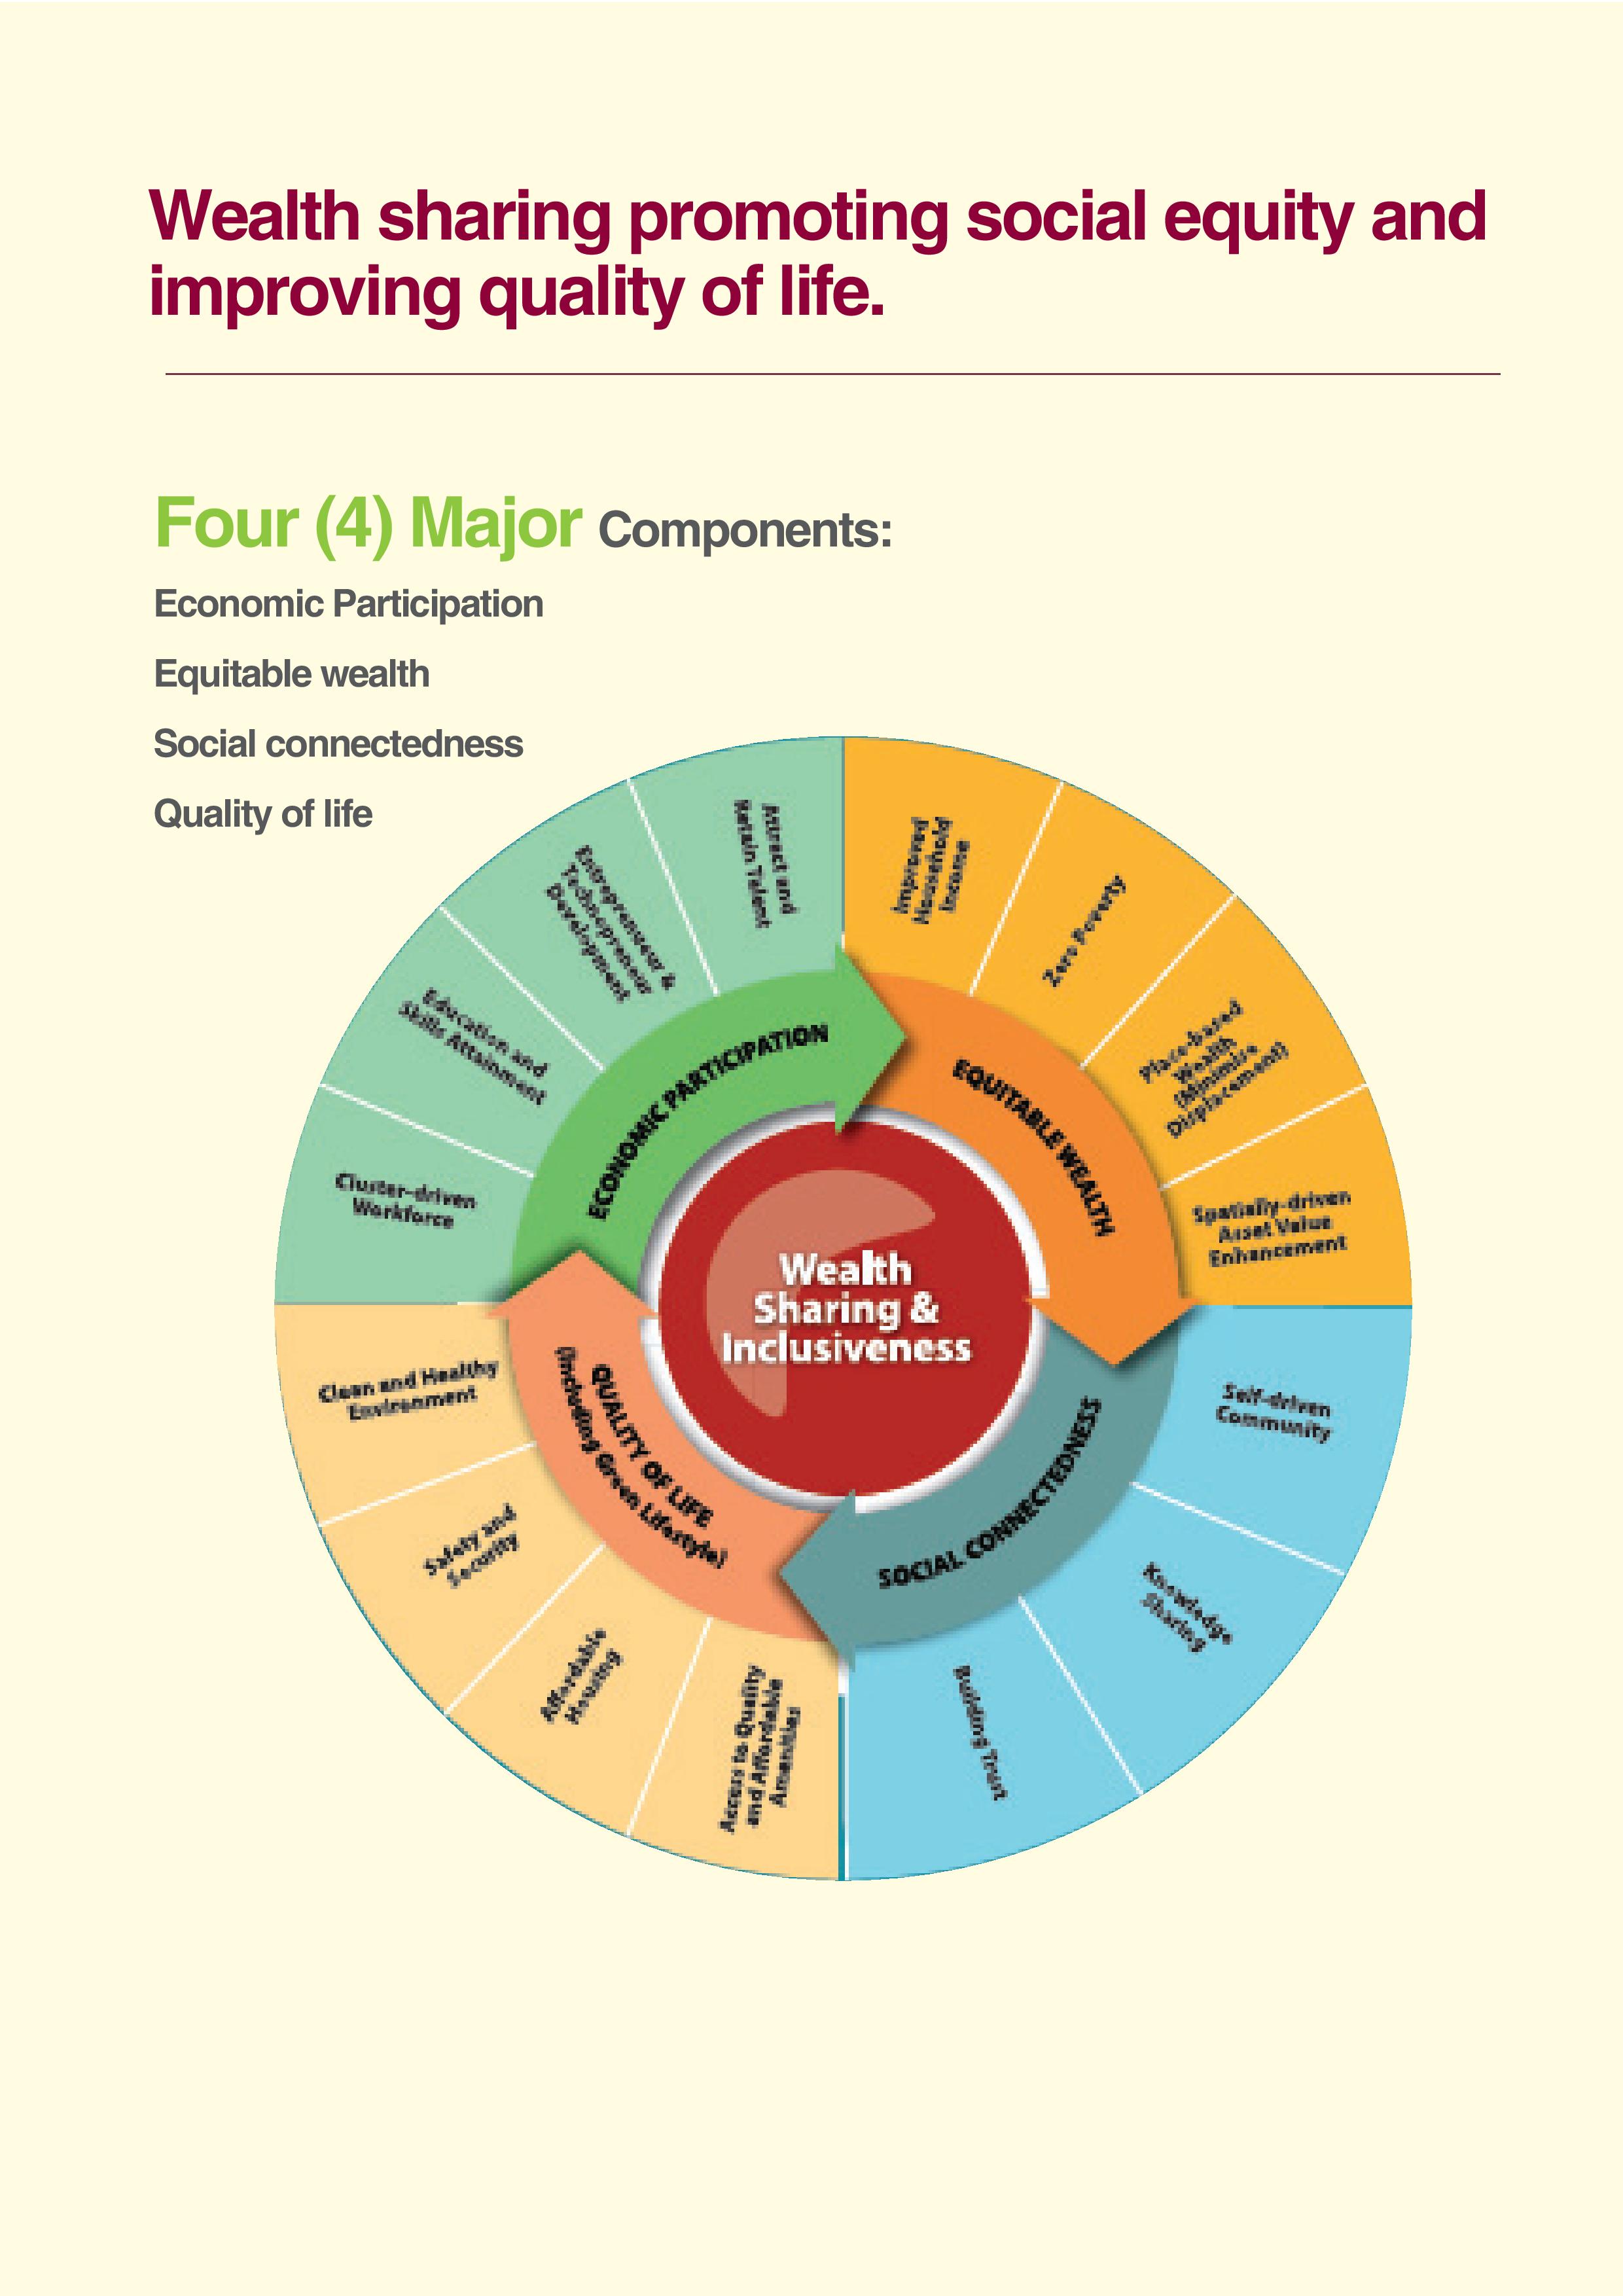 Wealth sharing promoting social equity and
improving quality of life.
Four (4) Major Components:
Economic Participation
Equitable wealth
Social connectedness
Quality of life
Attract and
Retain Talent
Entrepreneur &
Technopreneur
Development
Education and
Skills Attainment
Cluster-driven
Workforce
Improved
Household
Income
Zero Poverty
Place-based
Wealth
(Minimise
Displacement)
Spatially-driven
Asset Value
Enhancement
ECONOMIC PARTICIPATION
EQUITABLE WEALTH
Wealth
Sharing &
Inclusiveness
QUALITY OF LIFE
(Including Green Lifestyle)
SOCIAL CONNECTEDNESS
Clean and Healthy
Environment
Safety and
Security
Affordable
Housing
Access to Quality
and Affordable
Amenities
Self-driven
Community
Knowledge
Sharing
Building Trust